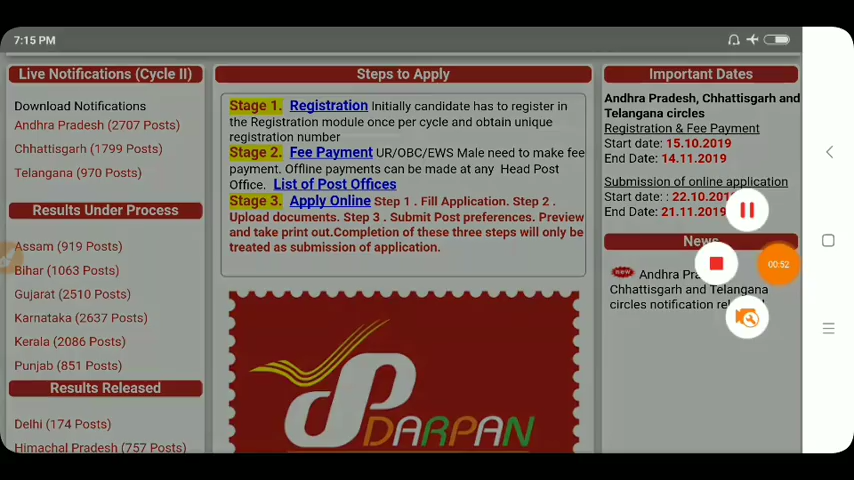 7:15 PM
Live Notifications (Cycle II)
Download Notifications
Andhra Pradesh (2707 Posts)
Chhattisgarh (1799 Posts)
Telangana (970 Posts)
Results Under Process
Assam (919 Posts)
Bihar (1063 Posts)
Gujarat (2510 Posts)
Karnataka (2637 Posts)
Kerala (2086 Posts)
Punjab (851 Posts)
Results Released
Delhi (174 Posts)
Himachal Pradesh (757 Posts)
Steps to Apply
Stage 1. Registration Initially candidate has to register in
the Registration module once per cycle and obtain unique
registration number
Stage 2. Fee Payment UR/OBC/EWS Male need to make fee
payment. Offline payments can be made at any Head Post
Office. List of Post Offices
Stage 3. Apply Online Step 1 . Fill Application. Step 2 .
Upload documents. Step 3 . Submit Post preferences. Preview
and take print out.Completion of these three steps will only be
treated as submission of application.
DARPAN
Important Dates
Andhra Pradesh, Chhattisgarh and
Telangana circles
Registration & Fee Payment
Start date: 15.10.2019
End Date: 14.11.2019
Submission of online application
Start date: : 22.10.201
End Date: 21.11.2019
News
new Andhra Pra
Chhattisgarh and Telangana
circles notification
00:52